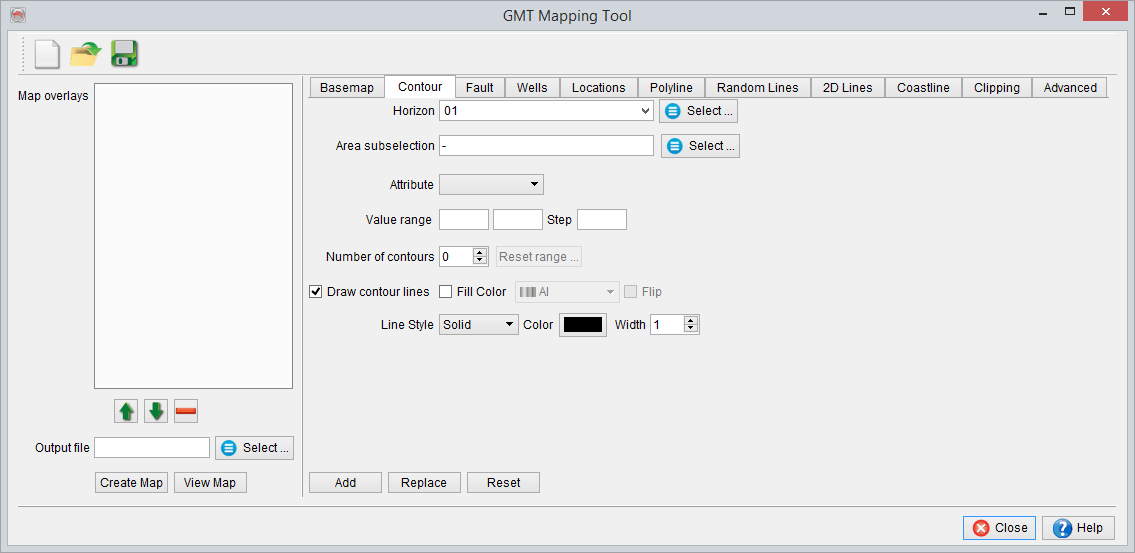 GMT Mapping Tool
Map overlays
Basemap Contour Fault Wells Locations Polyline Random Lines 2D Lines Coastline Clipping Advanced
Horizon 01 Select ...
Area subselection - Select ...
Attribute
Value range Step
Number of contours 0 Reset range ...
Draw contour lines Fill Color AI Flip
Line Style Solid Color Width 1
Output file Select ...
Create Map View Map Add Replace Reset
Close Help